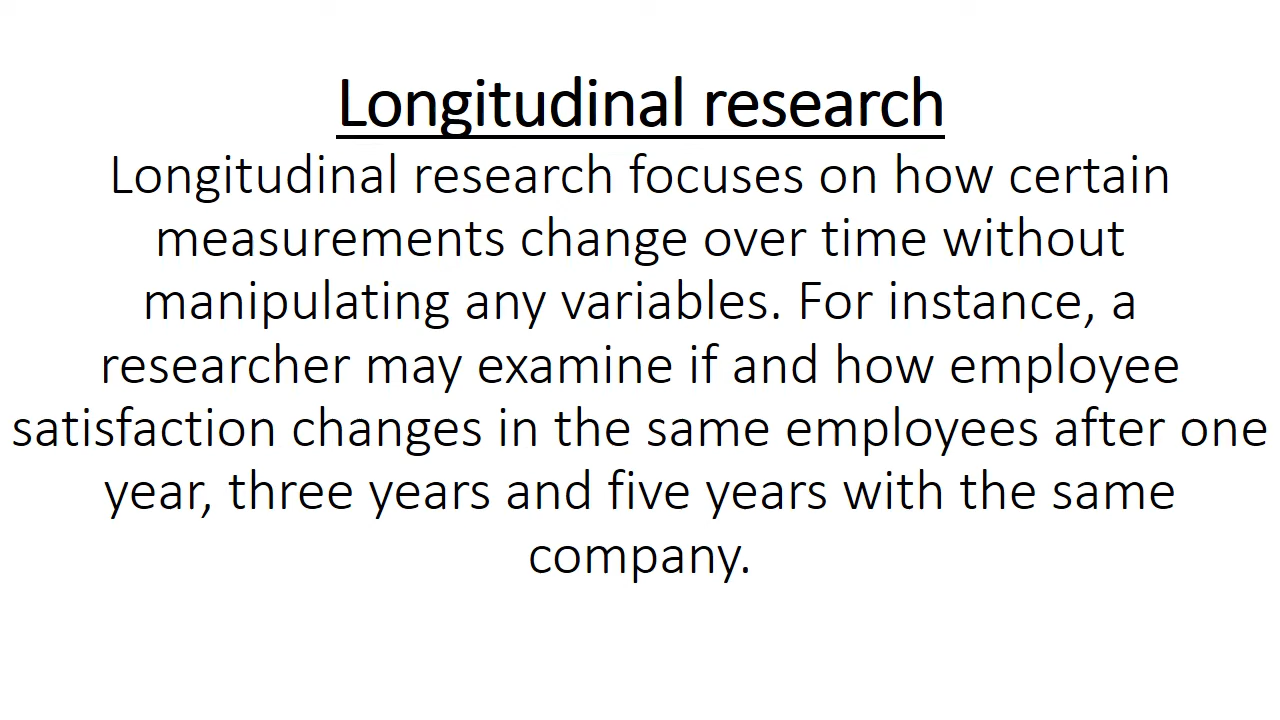 Longitudinal research
Longitudinal research focuses on how certain
measurements change over time without
manipulating any variables. For instance, a
researcher may examine if and how employee
satisfaction changes in the same employees after one
year, three years and five years with the same
company.